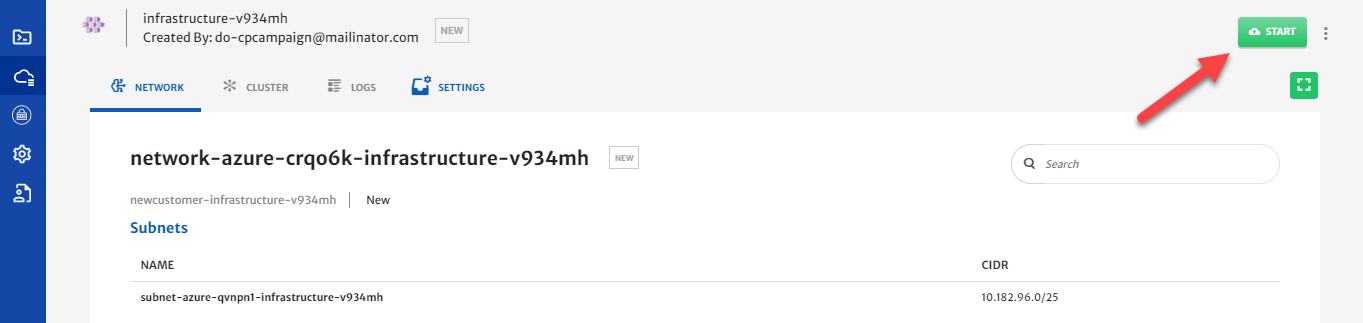 infrastructure-v934mh
Created By: do-cpcampaign@mailinator.com
NEW
START
NETWORK
CLUSTER
LOGS
SETTINGS
network-azure-crqo6k-infrastructure-v934mh
NEW
Search
newcustomer-infrastructure-v934mh
New
Subnets
NAME
CIDR
subnet-azure-qvnpn1-infrastructure-v934mh
10.182.96.0/25